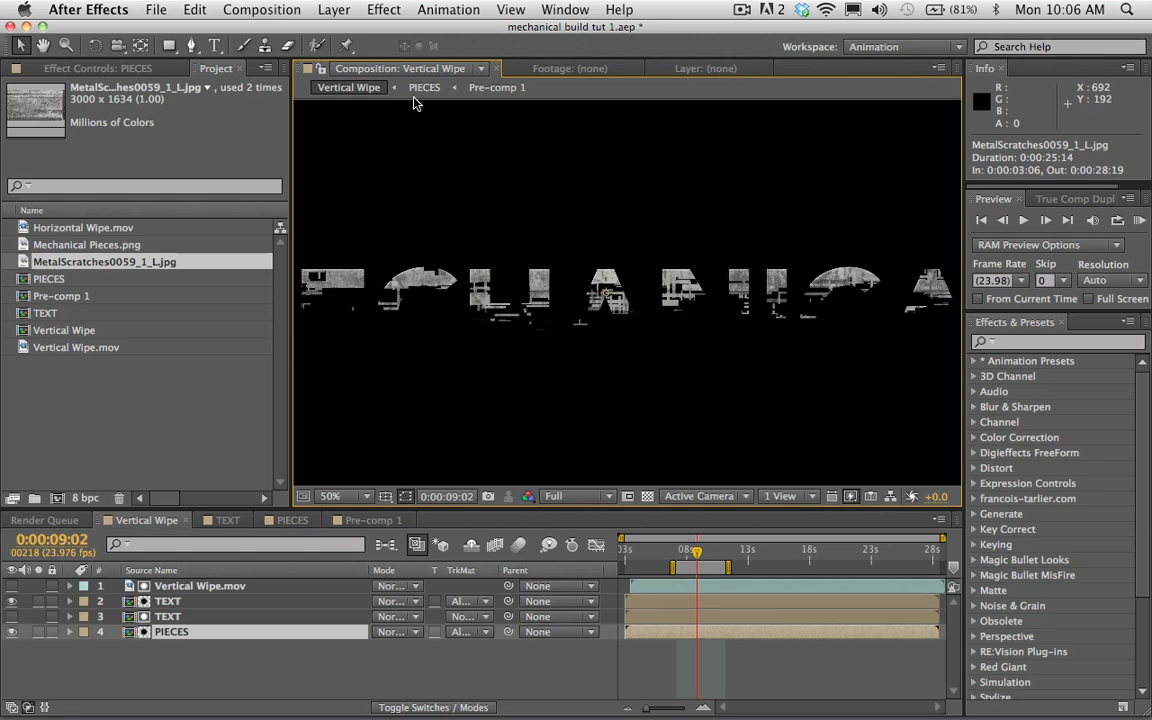 After Effects File Edit Composition Layer Effect Animation View Window Help A 2 (81%) Mon 10:06 AM
mechanical build tut 1.aep *
Workspace: Animation Search Help
Effect Controls: PIECES Project × Composition: Vertical Wipe Footage: (none) Layer: (none) Info ×
MetalSc...hes0059_1_L.jpg ▾ , used 2 times
3000 x 1634 (1.00)
Millions of Colors
Vertical Wipe PIECES Pre-comp 1
R:
G:
B:
A: 0
X: 692
Y: 192
MetalScratches0059_1_L.jpg
Duration: 0:00:25:14
In: 0:00:03:06, Out: 0:00:28:19
Preview × True Comp Dupl
RAM Preview Options
Frame Rate Skip Resolution
(23.98) 0 Auto
From Current Time Full Screen
Name
Horizontal Wipe.mov
Mechanical Pieces.png
MetalScratches0059_1_L.jpg
PIECES
Pre-comp 1
TEXT
Vertical Wipe
Vertical Wipe.mov
Effects & Presets ×
* Animation Presets
3D Channel
Audio
Blur & Sharpen
Channel
Color Correction
Digieffects FreeForm
Distort
Expression Controls
francois-tarlier.com
Generate
Key Correct
Keying
Magic Bullet Looks
Magic Bullet MisFire
Matte
Noise & Grain
Obsolete
Perspective
RE:Vision Plug-ins
Red Giant
Simulation
Stylize
8 bpc
50% 0:00:09:02 Full Active Camera 1 View +0.0
Render Queue Vertical Wipe × TEXT PIECES Pre-comp 1
0:00:09:02
00218 (23.976 fps)
03s 08s 13s 18s 23s 28s
# Source Name Mode T TrkMat Parent
1 Vertical Wipe.mov Nor... None
2 TEXT Nor... Al... None
3 TEXT Nor... No... None
4 PIECES Nor... Al... None
Toggle Switches / Modes